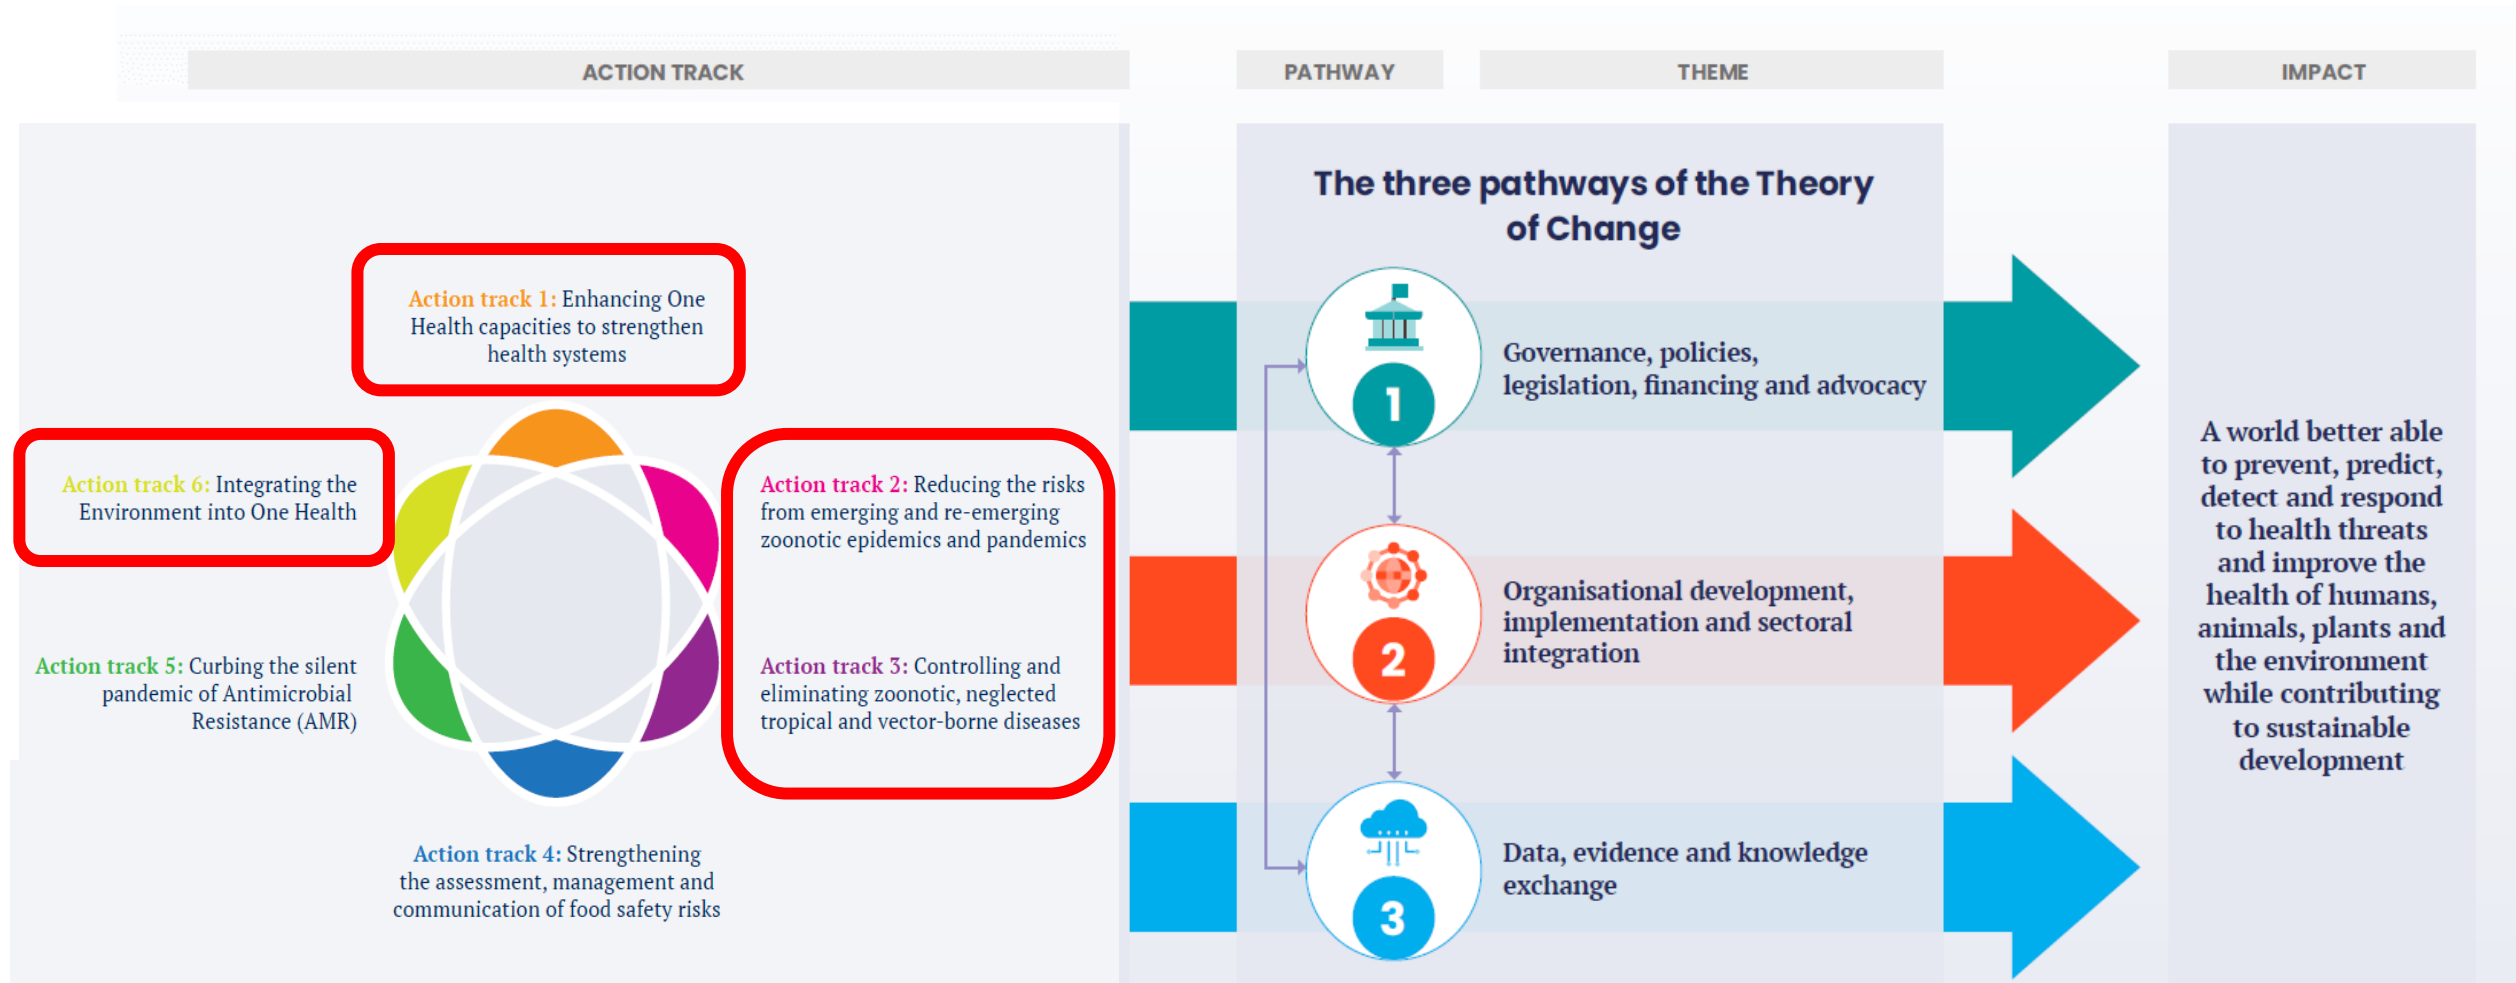 ACTION TRACK
PATHWAY
THEME
IMPACT
Action track 1: Enhancing One
Health capacities to strengthen
health systems
Action track 6: Integrating the
Environment into One Health
Action track 2: Reducing the risks
from emerging and re-emerging
zoonotic epidemics and pandemics
Action track 5: Curbing the silent
pandemic of Antimicrobial
Resistance (AMR)
Action track 3: Controlling and
eliminating zoonotic, neglected
tropical and vector-borne diseases
Action track 4: Strengthening
the assessment, management and
communication of food safety risks
The three pathways of the Theory
of Change
1
Governance, policies,
legislation, financing and advocacy
2
Organisational development,
implementation and sectoral
integration
3
Data, evidence and knowledge
exchange
A world better able
to prevent, predict,
detect and respond
to health threats
and improve the
health of humans,
animals, plants and
the environment
while contributing
to sustainable
development